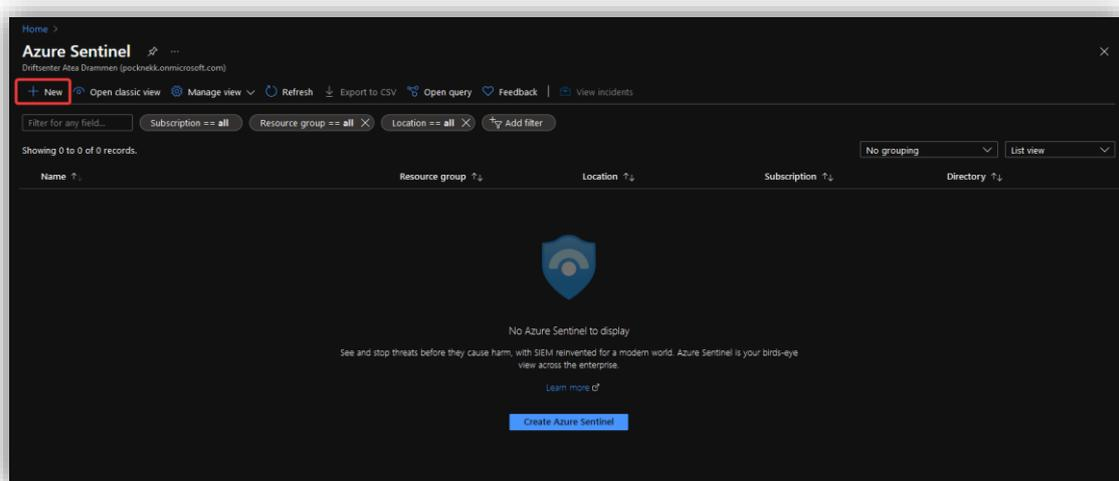 Home >
Azure Sentinel ...
Driftsenter Atea Drammen (pocknekk.onmicrosoft.com)
+ New Open classic view Manage view Refresh Export to CSV Open query Feedback | View incidents
Filter for any field... Subscription == all Resource group == all Location == all Add filter
Showing 0 to 0 of 0 records. No grouping List view
Name Resource group Location Subscription Directory
No Azure Sentinel to display
See and stop threats before they cause harm, with SIEM reinvented for a modern world. Azure Sentinel is your birds-eye
view across the enterprise.
Learn more
Create Azure Sentinel